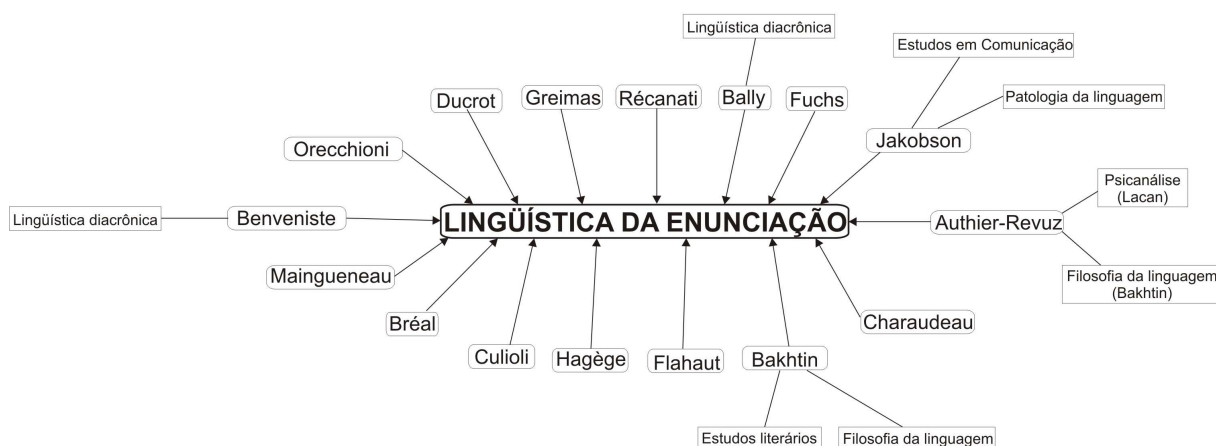 Lingüística diacrônica
Estudos em Comunicação
Ducrot
Greimas
Récanati
Bally
Fuchs
Patologia da linguagem
Jakobson
Orecchioni
Psicanálise
(Lacan)
Lingüística diacrônica
Benveniste
LINGÜÍSTICA DA ENUNCIAÇÃO
Authier-Revuz
Maingueneau
Filosofia da linguagem
(Bakhtin)
Bréal
Charaudeau
Culioli
Hagège
Flahaut
Bakhtin
Estudos literários
Filosofia da linguagem